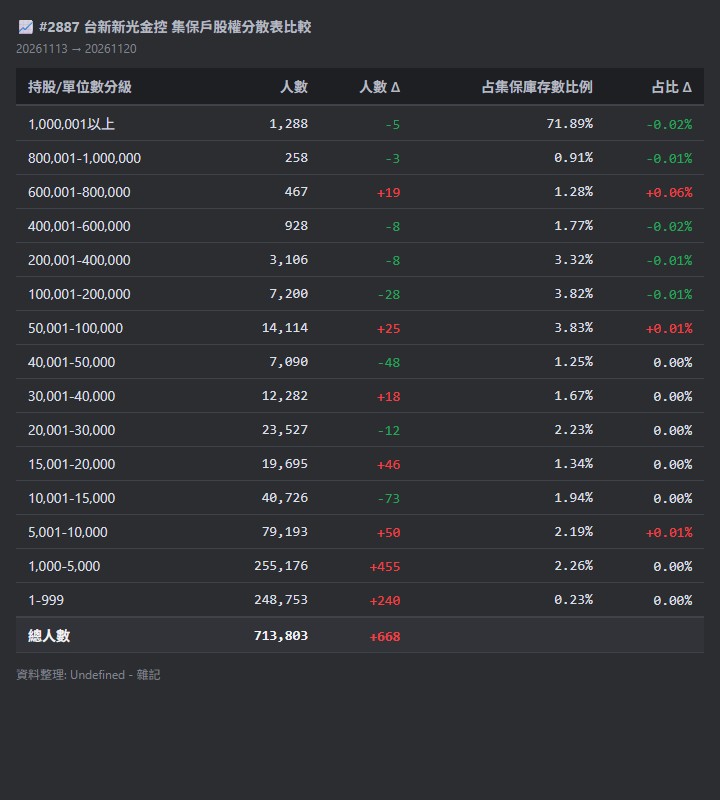 📈 #2887 台新新光金控 集保戶股權分散表比較
20261113 → 20261120
持股/單位數分級 人數 人數 Δ 占集保庫存數比例 占比 Δ
1,000,001以上 1,288 -5 71.89% -0.02%
800,001-1,000,000 258 -3 0.91% -0.01%
600,001-800,000 467 +19 1.28% +0.06%
400,001-600,000 928 -8 1.77% -0.02%
200,001-400,000 3,106 -8 3.32% -0.01%
100,001-200,000 7,200 -28 3.82% -0.01%
50,001-100,000 14,114 +25 3.83% +0.01%
40,001-50,000 7,090 -48 1.25% 0.00%
30,001-40,000 12,282 +18 1.67% 0.00%
20,001-30,000 23,527 -12 2.23% 0.00%
15,001-20,000 19,695 +46 1.34% 0.00%
10,001-15,000 40,726 -73 1.94% 0.00%
5,001-10,000 79,193 +50 2.19% +0.01%
1,000-5,000 255,176 +455 2.26% 0.00%
1-999 248,753 +240 0.23% 0.00%
總人數 713,803 +668
資料整理: Undefined - 雜記